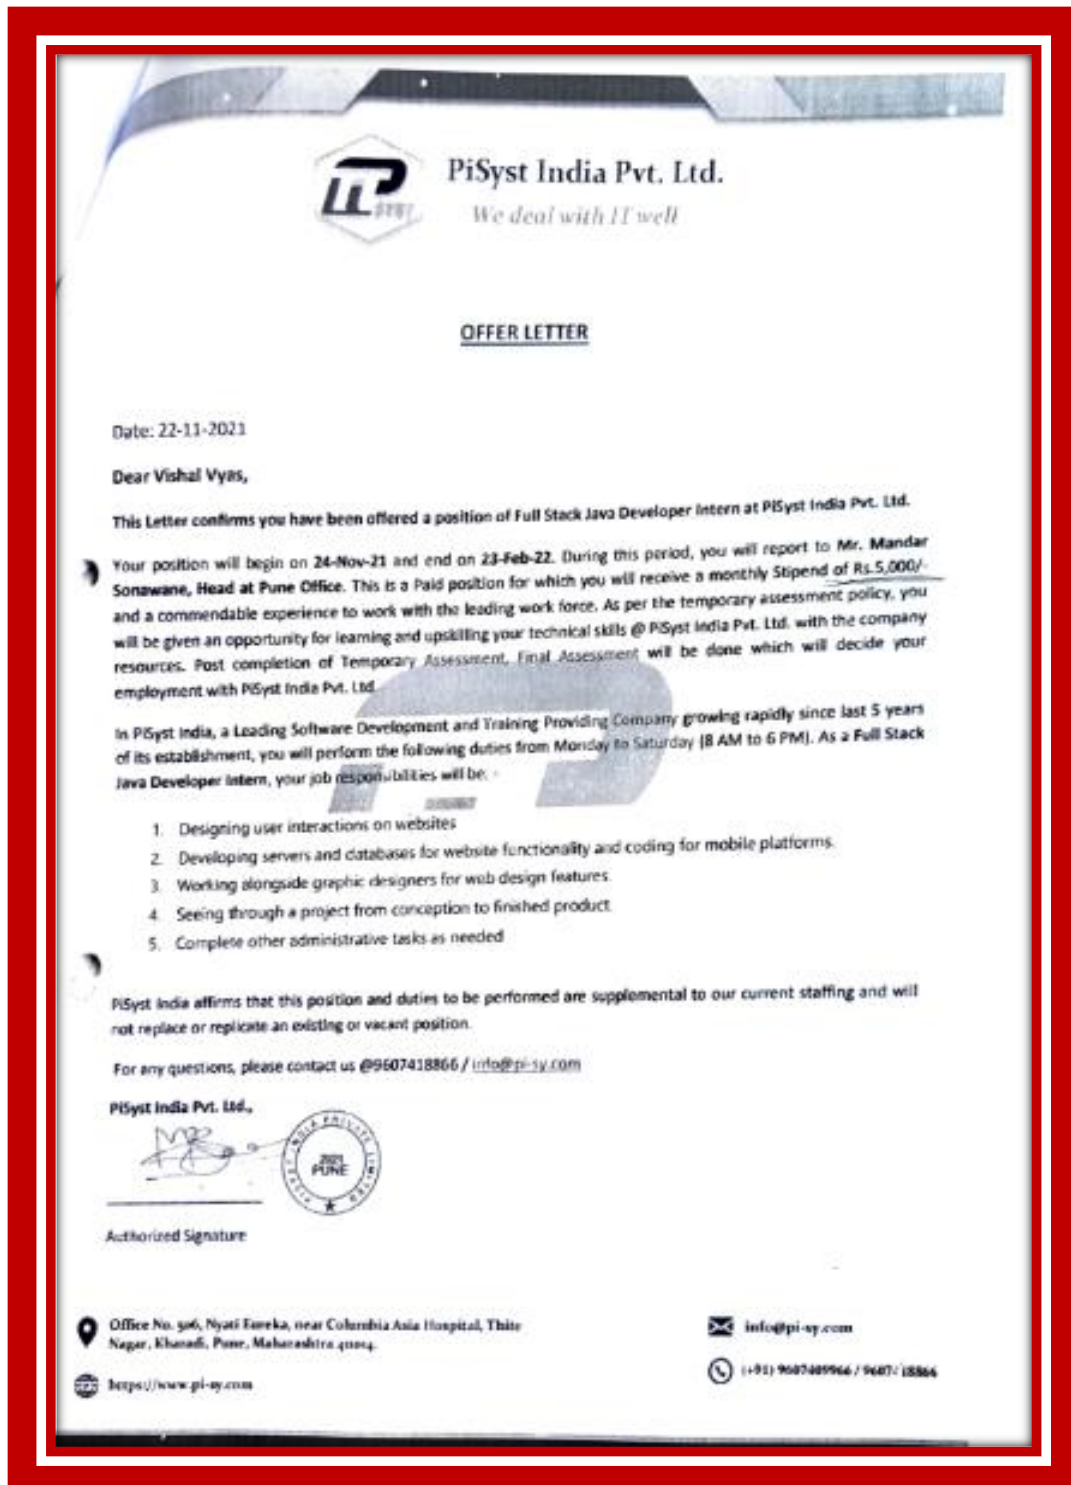 PiSyst India Pvt. Ltd.
We deal with IT well
OFFER LETTER
Date: 22-11-2021
Dear Vishal Vyas,
This Letter confirms you have been offered a position of Full Stack Java Developer Intern at PiSyst India Pvt. Ltd.
Your position will begin on 24-Nov-21 and end on 23-Feb-22. During this period, you will report to Mr. Mandar
Sonawane, Head at Pune Office. This is a Paid position for which you will receive a monthly Stipend of Rs.5,000/-
and a commendable experience to work with the leading work force. As per the temporary assessment policy, you
will be given an opportunity for learning and upskilling your technical skills @ PiSyst India Pvt. Ltd. with the company
resources. Post completion of Temporary Assessment, Final Assessment will be done which will decide your
employment with PiSyst India Pvt. Ltd.
In PiSyst India, a Leading Software Development and Training Providing Company growing rapidly since last 5 years
of its establishment, you will perform the following duties from Monday to Saturday (8 AM to 6 PM). As a Full Stack
Java Developer Intern, your job responsibilities will be: -
1. Designing user interactions on websites
2. Developing servers and databases for website functionality and coding for mobile platforms.
3. Working alongside graphic designers for web design features.
4. Seeing through a project from conception to finished product.
5. Complete other administrative tasks as needed
PiSyst India affirms that this position and duties to be performed are supplemental to our current staffing and will
not replace or replicate an existing or vacant position.
For any questions, please contact us @9607418866 / info@pi-sy.com
PiSyst India Pvt. Ltd.,
PISYST INDIA PRIVATE LIMITED
2021
PUNE
Authorized Signature
Office No. 506, Nyati Eureka, near Columbia Asia Hospital, Thite
Nagar, Kharadi, Pune, Maharashtra
https://www.pi-sy.com
info@pi-sy.com
(+91) 9607409966 / 8866